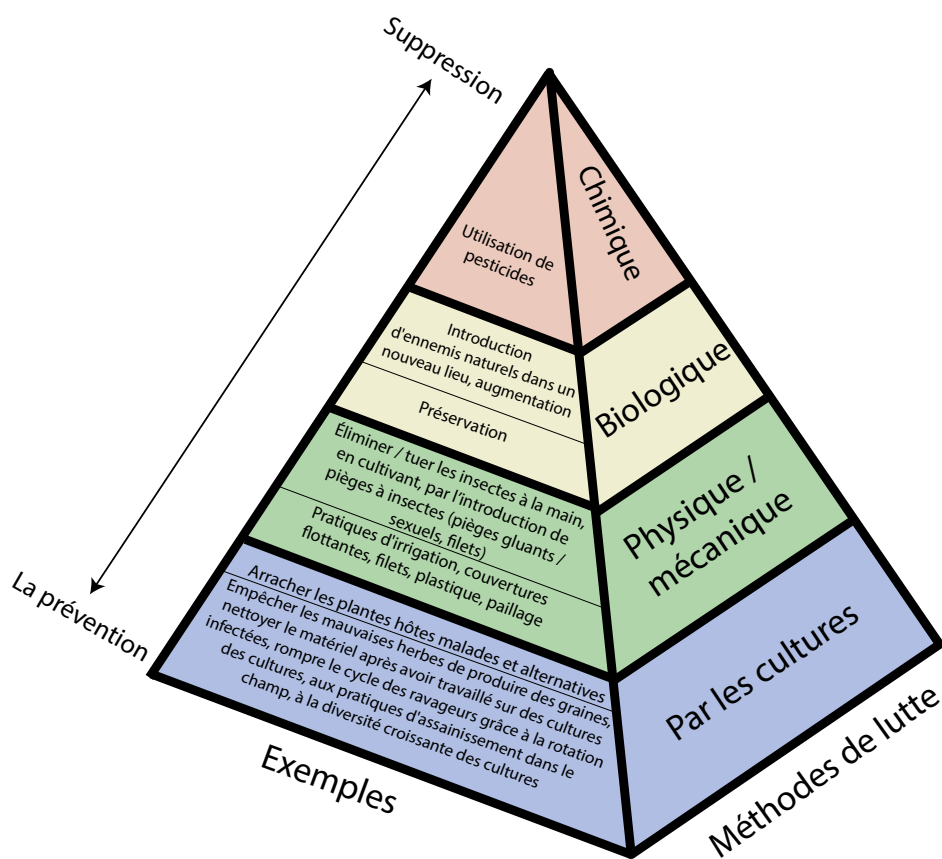 Suppression
Chimique
Utilisation de
pesticides
Introduction
d'ennemis naturels dans un
nouveau lieu, augmentation
Préservation
Biologique
Éliminer / tuer les insectes à la main,
en cultivant, par l'introduction de
pièges à insectes (pièges gluants /
sexuels, filets)
Pratiques d'irrigation, couvertures
flottantes, filets, plastique, paillage
Physique /
mécanique
La prévention
Arracher les plantes hôtes malades et alternatives
Empêcher les mauvaises herbes de produire des graines,
nettoyer le matériel après avoir travaillé sur des cultures
infectées, rompre le cycle des ravageurs grâce à la rotation
des cultures, aux pratiques d'assainissement dans le
champ, à la diversité croissante des cultures
Par les cultures
Exemples
Méthodes de lutte